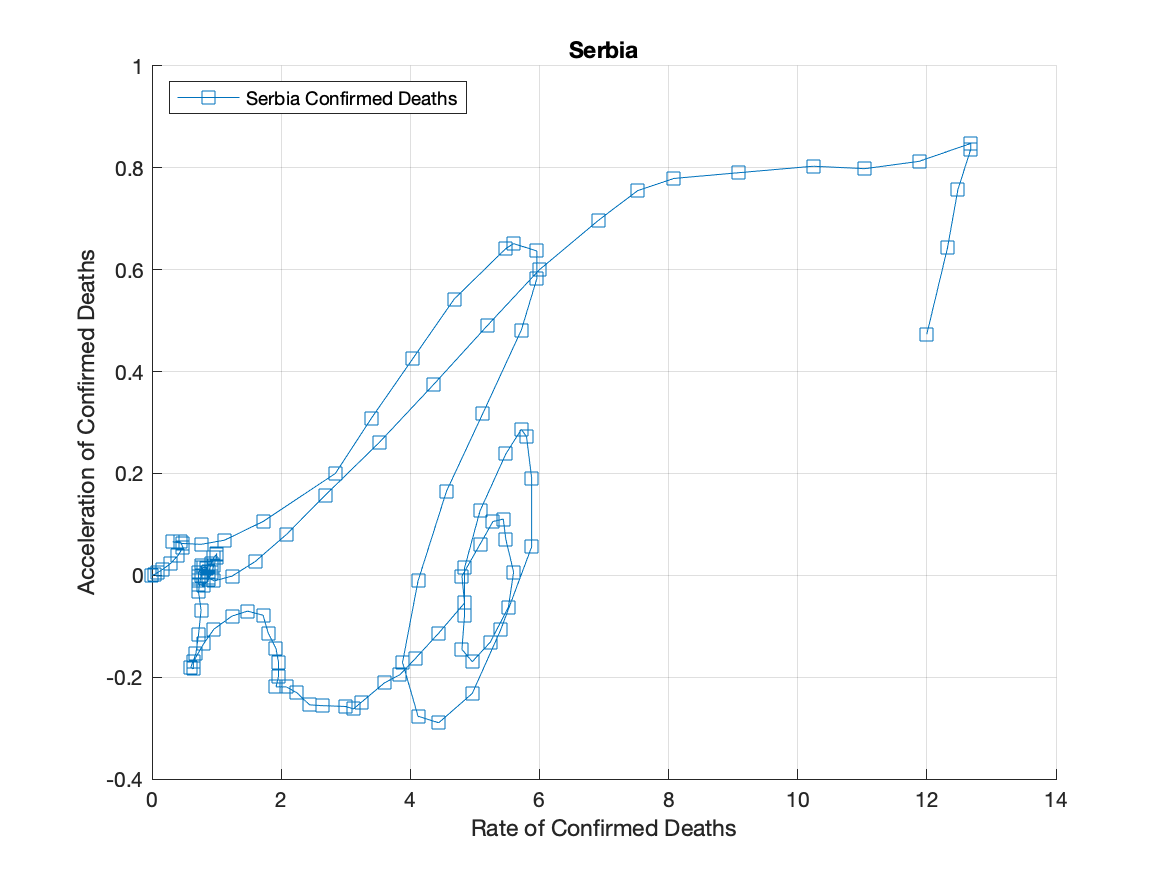 Serbia
Serbia Confirmed Deaths
1
0.8
0.6
0.4
0.2
0
-0.2
-0.4
Acceleration of Confirmed Deaths
0 2 4 6 8 10 12 14
Rate of Confirmed Deaths